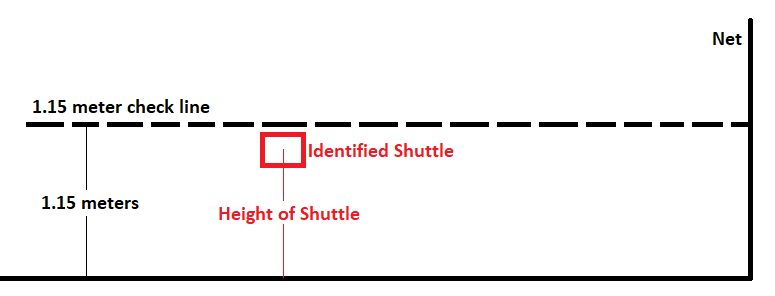 Net
1.15 meter check line
Identified Shuttle
1.15 meters
Height of Shuttle